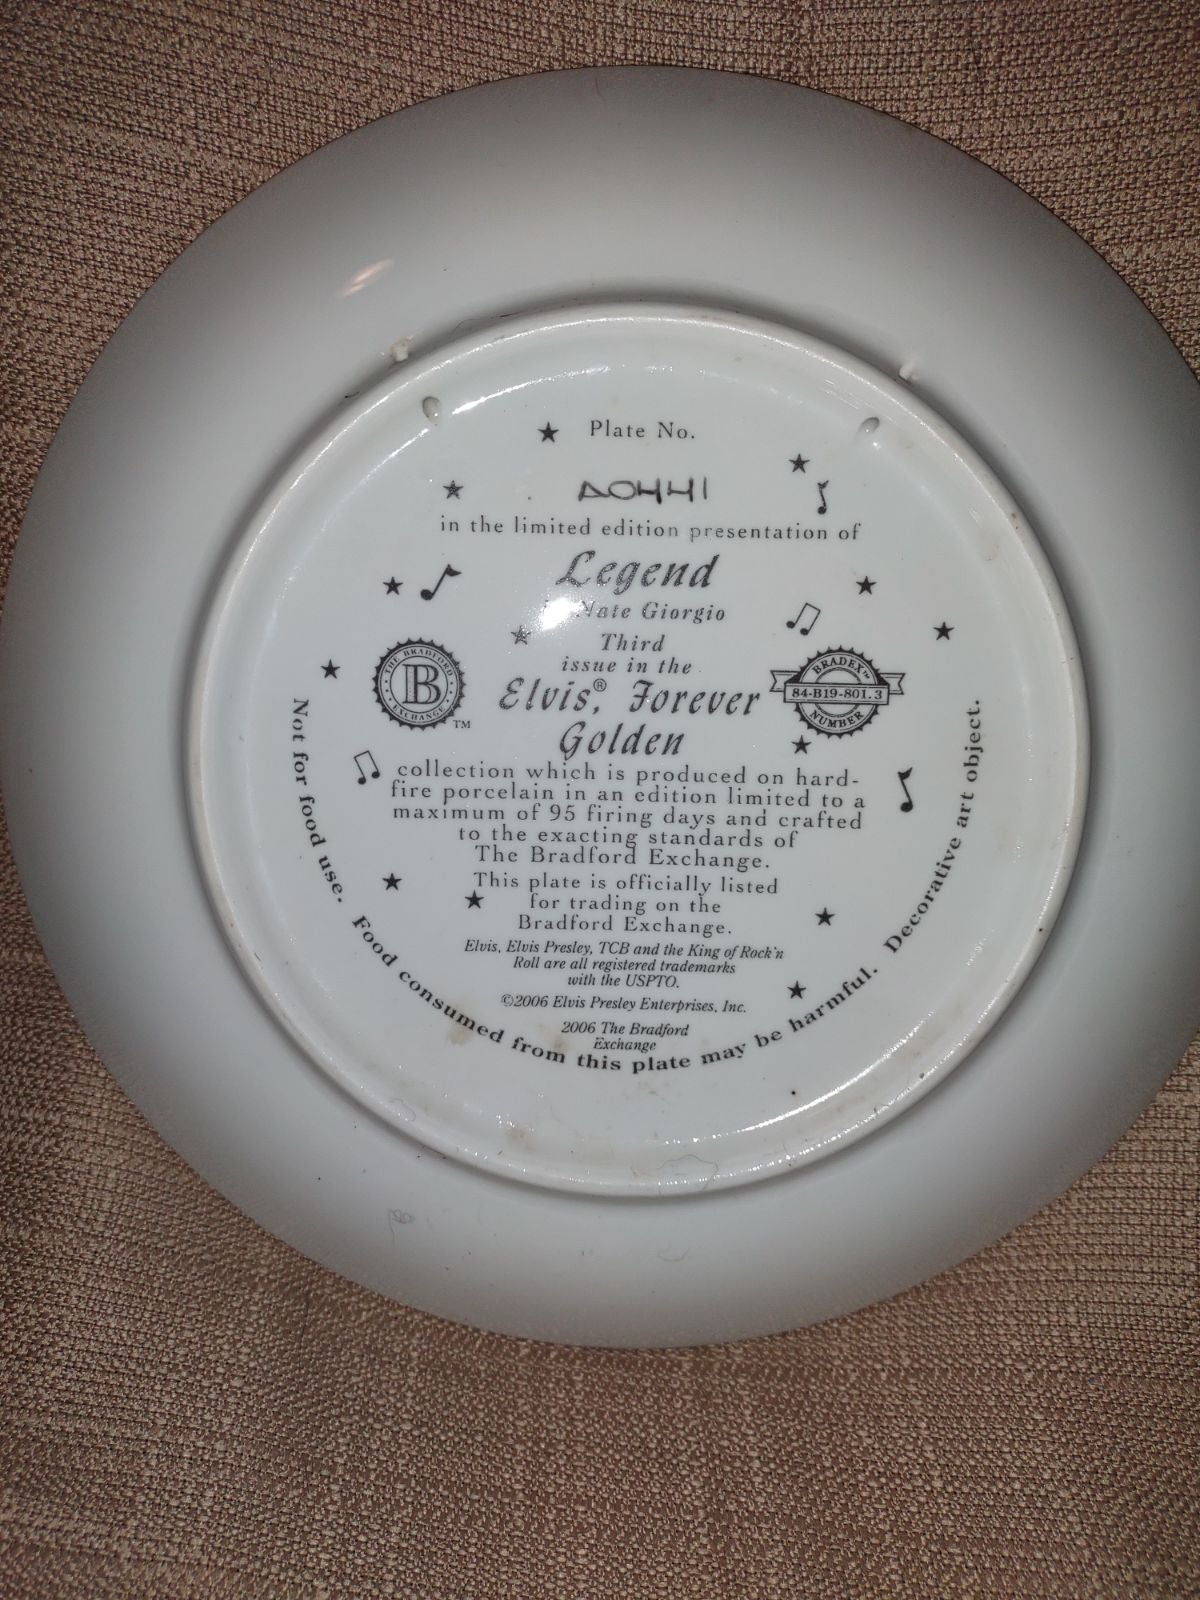 Plate No.
A0441
in the limited edition presentation of
Legend
Nate Giorgio
Third
issue in the
Elvis,® Forever
Golden
collection which is produced on hard-
fire porcelain in an edition limited to a
maximum of 95 firing days and crafted
to the exacting standards of
The Bradford Exchange.
This plate is officially listed
for trading on the
Bradford Exchange.
Elvis, Elvis Presley, TCB and the King of Rock'n
Roll are all registered trademarks
with the USPTO.
©2006 Elvis Presley Enterprises, Inc.
2006 The Bradford
Exchange
THE BRADFORD
B
EXCHANGE
TM
BRADEX™
84-B19-801.3
NUMBER
Not for food use. Food consumed from this plate may be harmful. Decorative art object.